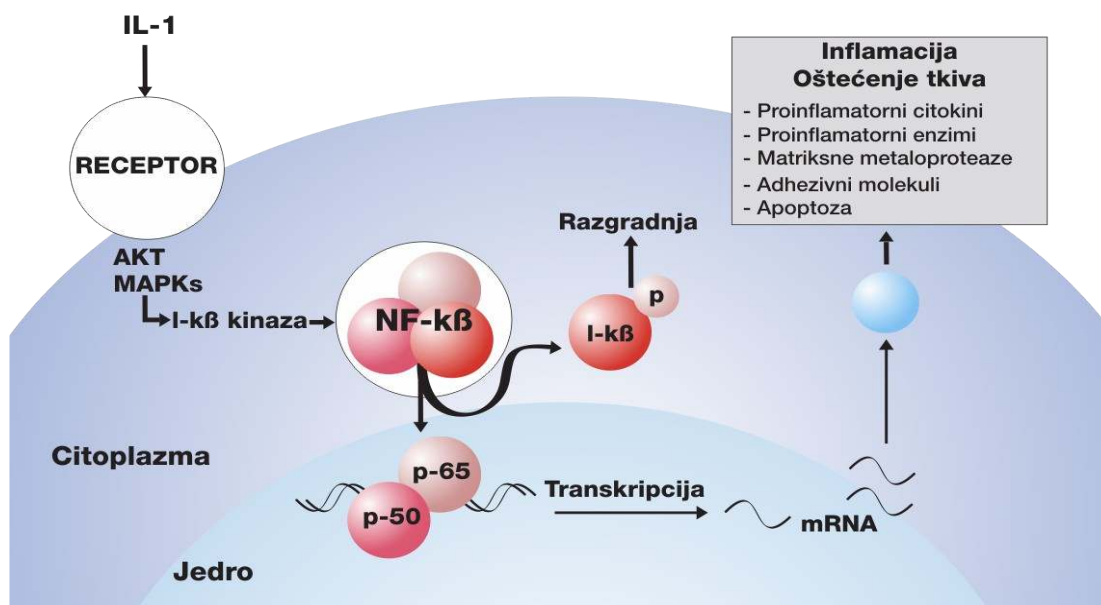 IL-1
RECEPTOR
AKT
MAPKs
I-kß kinaza
NF-kß
I-kß
p
Razgradnja
Inflamacija
Oštećenje tkiva
- Proinflamatorni citokini
- Proinflamatorni enzimi
- Matriksne metaloproteaze
- Adhezivni molekuli
- Apoptoza
Citoplazma
p-65
p-50
Transkripcija
mRNA
Jedro